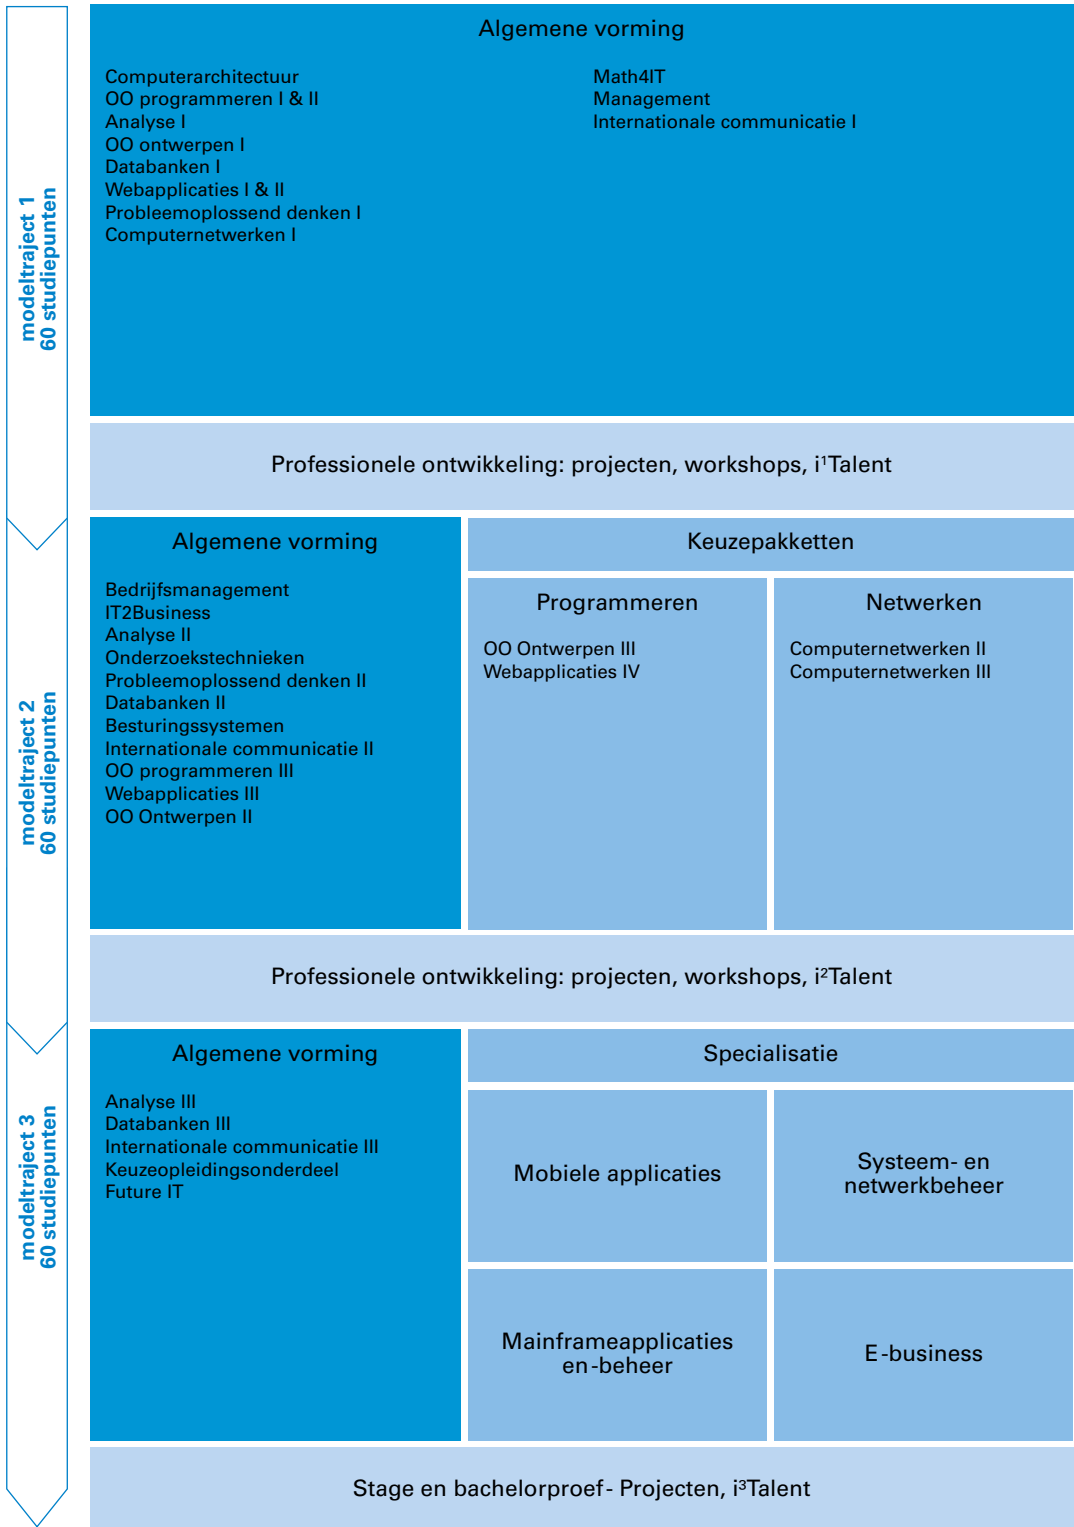 modeltraject 1
60 studiepunten
Algemene vorming
Computerarchitectuur
OO programmeren I & II
Analyse I
OO ontwerpen I
Databanken I
Webapplicaties I & II
Probleemoplossend denken I
Computernetwerken I
Math4IT
Management
Internationale communicatie I
Professionele ontwikkeling: projecten, workshops, i¹Talent
modeltraject 2
60 studiepunten
Algemene vorming
Bedrijfsmanagement
IT2Business
Analyse II
Onderzoekstechnieken
Probleemoplossend denken II
Databanken II
Besturingssystemen
Internationale communicatie II
OO programmeren III
Webapplicaties III
OO Ontwerpen II
Keuzepakketten
Programmeren
OO Ontwerpen III
Webapplicaties IV
Netwerken
Computernetwerken II
Computernetwerken III
Professionele ontwikkeling: projecten, workshops, i²Talent
modeltraject 3
60 studiepunten
Algemene vorming
Analyse III
Databanken III
Internationale communicatie III
Keuzeopleidingsonderdeel
Future IT
Specialisatie
Mobiele applicaties
Systeem- en
netwerkbeheer
Mainframeapplicaties
en-beheer
E-business
Stage en bachelorproef- Projecten, i³Talent